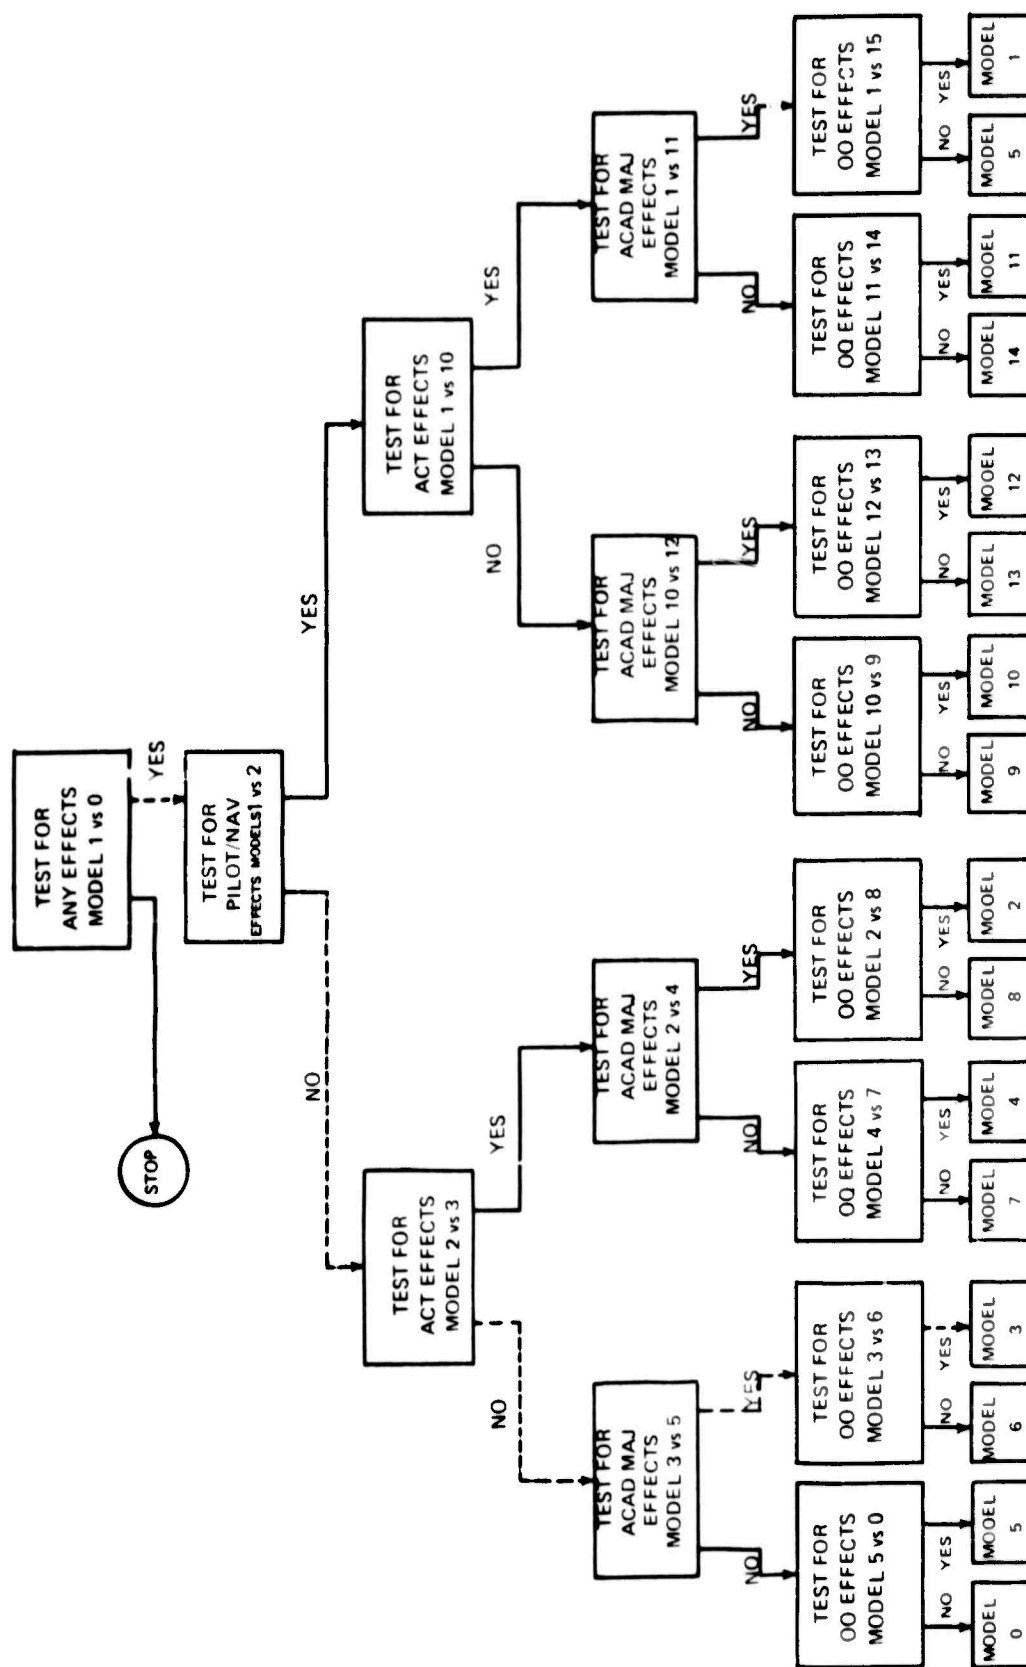 TEST FOR
ANY EFFECTS
MODEL 1 vs 0
STOP
YES
TEST FOR
PILOT/NAV
EFFECTS MODELS 1 vs 2
NO
YES
TEST FOR
ACT EFFECTS
MODEL 2 vs 3
TEST FOR
ACT EFFECTS
MODEL 1 vs 10
NO
YES
NO
YES
TEST FOR
ACAD MAJ
EFFECTS
MODEL 3 vs 5
TEST FOR
ACAD MAJ
EFFECTS
MODEL 2 vs 4
TEST FOR
ACAD MAJ
EFFECTS
MODEL 10 vs 12
TEST FOR
ACAD MAJ
EFFECTS
MODEL 1 vs 11
NO
YES
NO
YES
NO
YES
NO
YES
TEST FOR
OO EFFECTS
MODEL 5 vs 0
TEST FOR
OO EFFECTS
MODEL 3 vs 6
TEST FOR
OQ EFFECTS
MODEL 4 vs 7
TEST FOR
OO EFFECTS
MODEL 2 vs 8
TEST FOR
OO EFFECTS
MODEL 10 vs 9
TEST FOR
OO EFFECTS
MODEL 12 vs 13
TEST FOR
OQ EFFECTS
MODEL 11 vs 14
TEST FOR
OO EFFECTS
MODEL 1 vs 15
NO
YES
NO
YES
NO
YES
NO
YES
NO
YES
NO
YES
NO
YES
NO
YES
MODEL
0
MOOEL
5
MODEL
6
MOOEL
3
MODEL
7
MODEL
4
MODEL
8
MOOEL
2
MODEL
9
MODEL
10
MODEL
13
MOOEL
12
MODEL
14
MOOEL
11
MODEL
5
MODEL
1